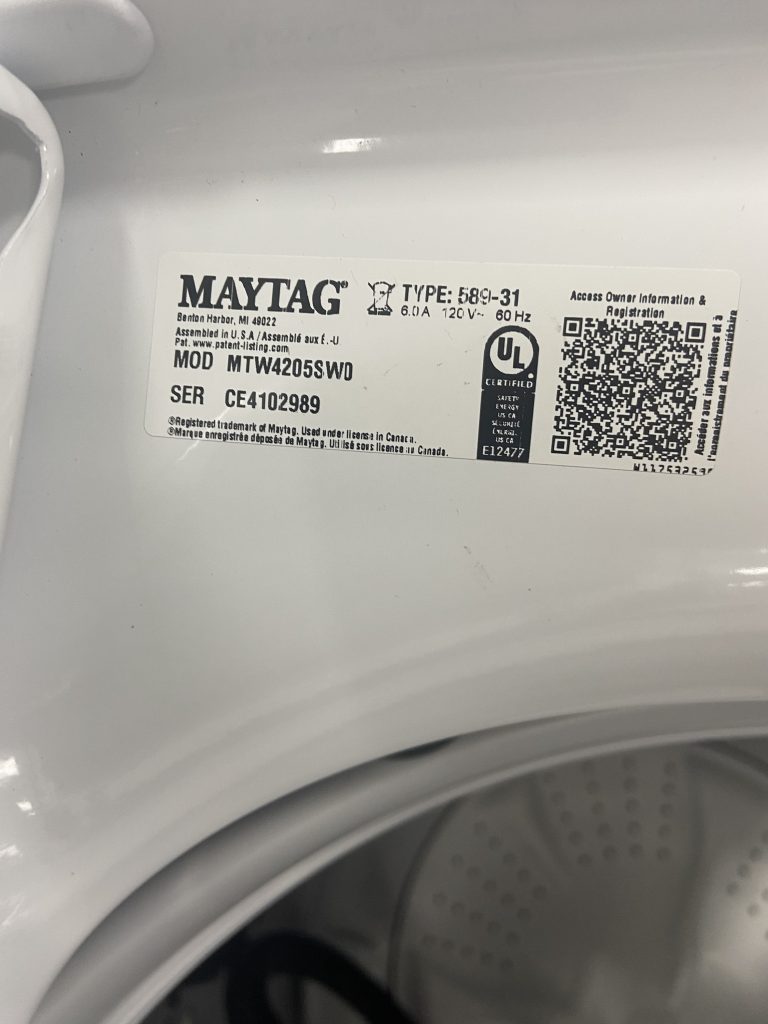 MAYTAG®
TYPE: 589-31
6.0A 120V~ 60Hz
Benton Harbor, MI 49022
Assembled in U.S.A / Assemblé aux É.-U
Pat. www.patent-listing.com
MOD MTW4205SW0
SER CE4102989
®Registered trademark of Maytag. Used under license in Canada.
®Marque enregistrée déposée de Maytag. Utilisé sous licence au Canada.
UL
CERTIFIED
SAFETY
ENERGY
US CA
SÉCURITÉ
ÉNERGIE
US CA
E12477
Access Owner Information &
Registration
Accéder aux informations et à
l'enregistrement du propriétaire